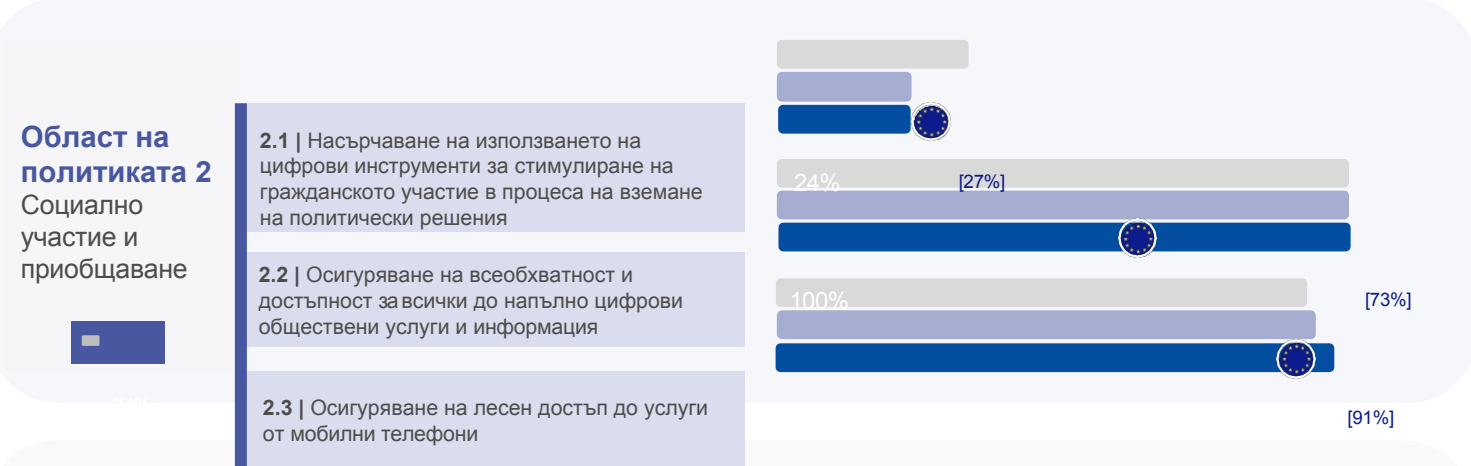 Област на
политиката 2
Социално
участие и
приобщаване
74%
2.1 | Насърчаване на използването на
цифрови инструменти за стимулиране на
гражданското участие в процеса на вземане
на политически решения
2.2 | Осигуряване на всеобхватност и
достъпност за всички до напълно цифрови
обществени услуги и информация
2.3 | Осигуряване на лесен достъп до услуги
от мобилни телефони
24% [27%]
100% [73%]
[91%]